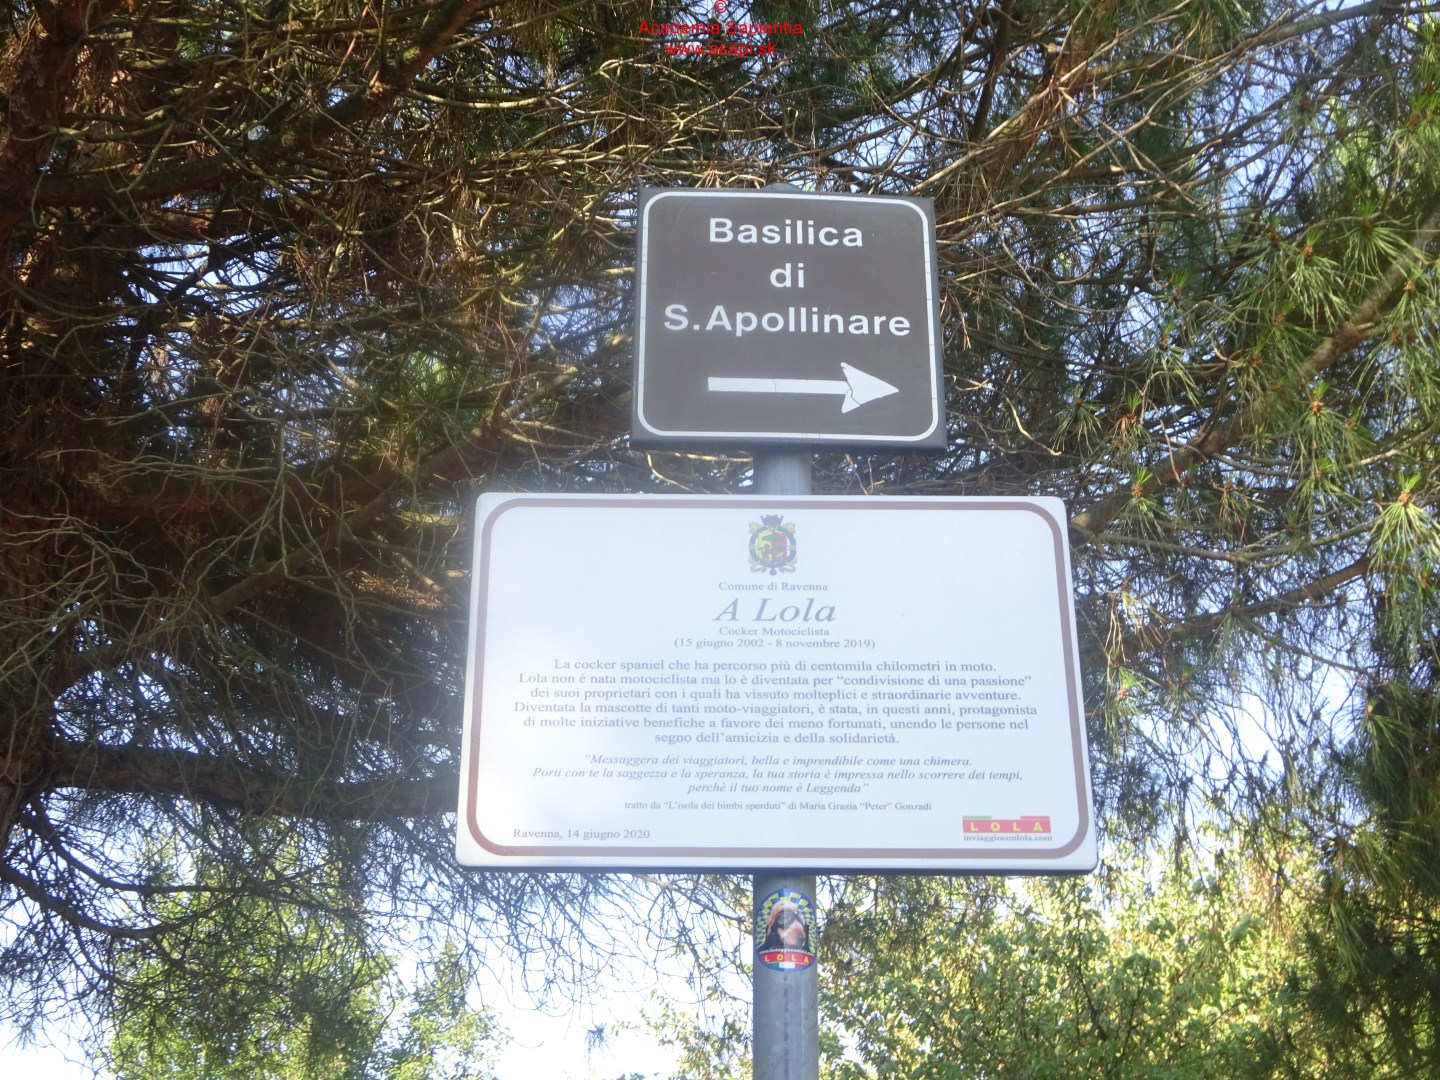 ©
Academia Sapientia
www.asapi.sk
Basilica
di
S.Apollinare
Comune di Ravenna
A Lola
Cocker Motociclista
(15 giugno 2002 - 8 novembre 2019)
La cocker spaniel che ha percorso più di centomila chilometri in moto.
Lola non è nata motociclista ma lo è diventata per “condivisione di una passione”
dei suoi proprietari con i quali ha vissuto molteplici e straordinarie avventure.
Diventata la mascotte di tanti moto-viaggiatori, è stata, in questi anni, protagonista
di molte iniziative benefiche a favore dei meno fortunati, unendo le persone nel
segno dell'amicizia e della solidarietà.
“Messaggera dei viaggiatori, bella e imprendibile come una chimera.
Porti con te la saggezza e la speranza, la tua storia è impressa nello scorrere dei tempi,
perchè il tuo nome è Leggenda”
tratto da “L'isola dei bimbi sperduti” di Maria Grazia “Peter” Gonzadi
Ravenna, 14 giugno 2020
LOLA
inviaggioconlola.com
LOLA